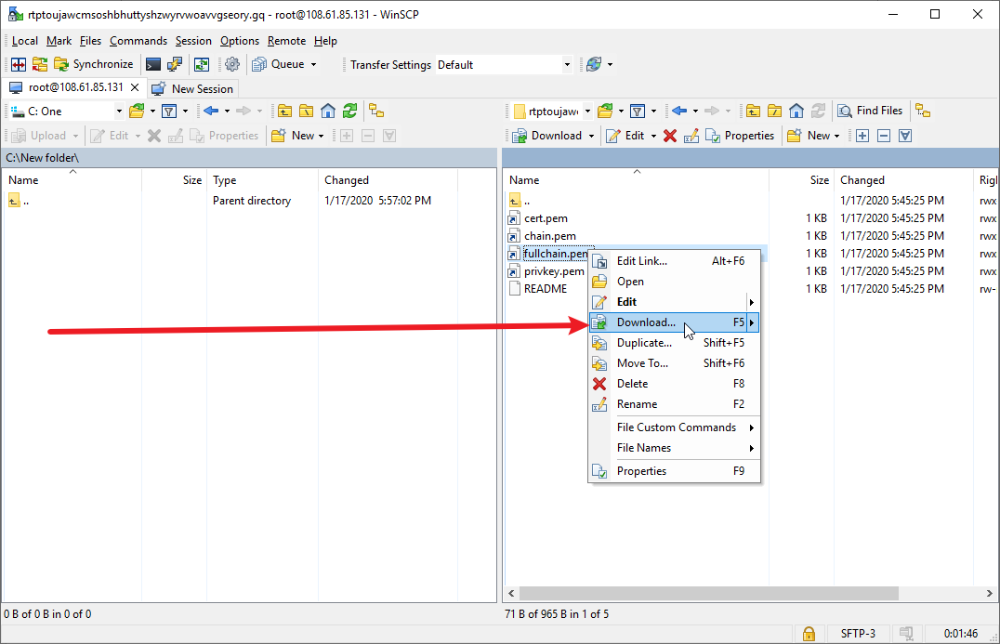 rtptoujawcmsoshbhuttyshzwyrvwoavvgseory.gq - root@108.61.85.131 - WinSCP
Local Mark Files Commands Session Options Remote Help
Synchronize Queue Transfer Settings Default
root@108.61.85.131 New Session
C: One rtptoujaw Find Files
Upload Edit Properties New Download Edit Properties New
C:\New folder\
Name Size Type Changed Name Size Changed Righ
.. Parent directory 1/17/2020 5:57:02 PM .. 1/17/2020 5:45:25 PM rwx
cert.pem 1 KB 1/17/2020 5:45:25 PM rwx
chain.pem 1 KB 1/17/2020 5:45:25 PM rwx
fullchain.pem 1 KB 1/17/2020 5:45:25 PM rwx
privkey.pem 1 KB 1/17/2020 5:45:25 PM rwx
README 1 KB 1/17/2020 5:45:25 PM rw-
Edit Link... Alt+F6
Open
Edit
Download... F5
Duplicate... Shift+F5
Move To... Shift+F6
Delete F8
Rename F2
File Custom Commands
File Names
Properties F9
0 B of 0 B in 0 of 0 71 B of 965 B in 1 of 5
SFTP-3 0:01:46